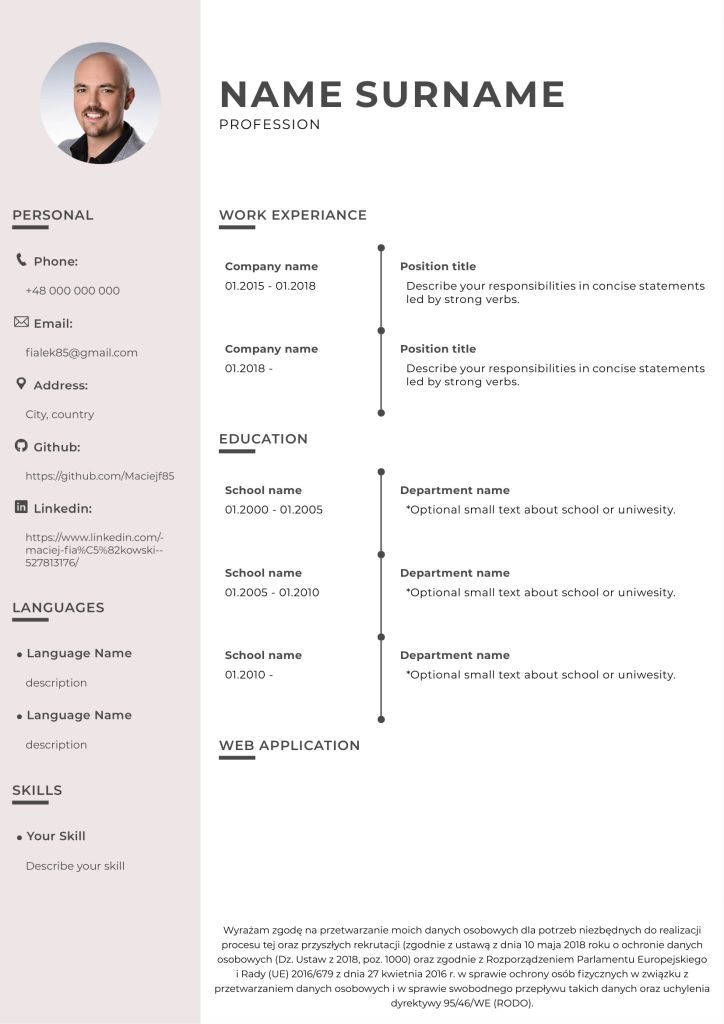 NAME SURNAME
PROFESSION
PERSONAL
Phone:
+48 000 000 000
Email:
fialek85@gmail.com
Address:
City, country
Github:
https://github.com/Maciejf85
Linkedin:
https://www.linkedin.com/-
maciej-fia%C5%82kowski--
527813176/
LANGUAGES
• Language Name
description
• Language Name
description
SKILLS
• Your Skill
Describe your skill
WORK EXPERIANCE
Company name
01.2015 - 01.2018
Position title
Describe your responsibilities in concise statements
led by strong verbs.
Company name
01.2018 -
Position title
Describe your responsibilities in concise statements
led by strong verbs.
EDUCATION
School name
01.2000 - 01.2005
Department name
*Optional small text about school or uniwesity.
School name
01.2005 - 01.2010
Department name
*Optional small text about school or uniwesity.
School name
01.2010 -
Department name
*Optional small text about school or uniwesity.
WEB APPLICATION
Wyrażam zgodę na przetwarzanie moich danych osobowych dla potrzeb niezbędnych do realizacji
procesu tej oraz przyszłych rekrutacji (zgodnie z ustawą z dnia 10 maja 2018 roku o ochronie danych
osobowych (Dz. Ustaw z 2018, poz. 1000) oraz zgodnie z Rozporządzeniem Parlamentu Europejskiego
i Rady (UE) 2016/679 z dnia 27 kwietnia 2016 r. w sprawie ochrony osób fizycznych w związku z
przetwarzaniem danych osobowych i w sprawie swobodnego przepływu takich danych oraz uchylenia
dyrektywy 95/46/WE (RODO).